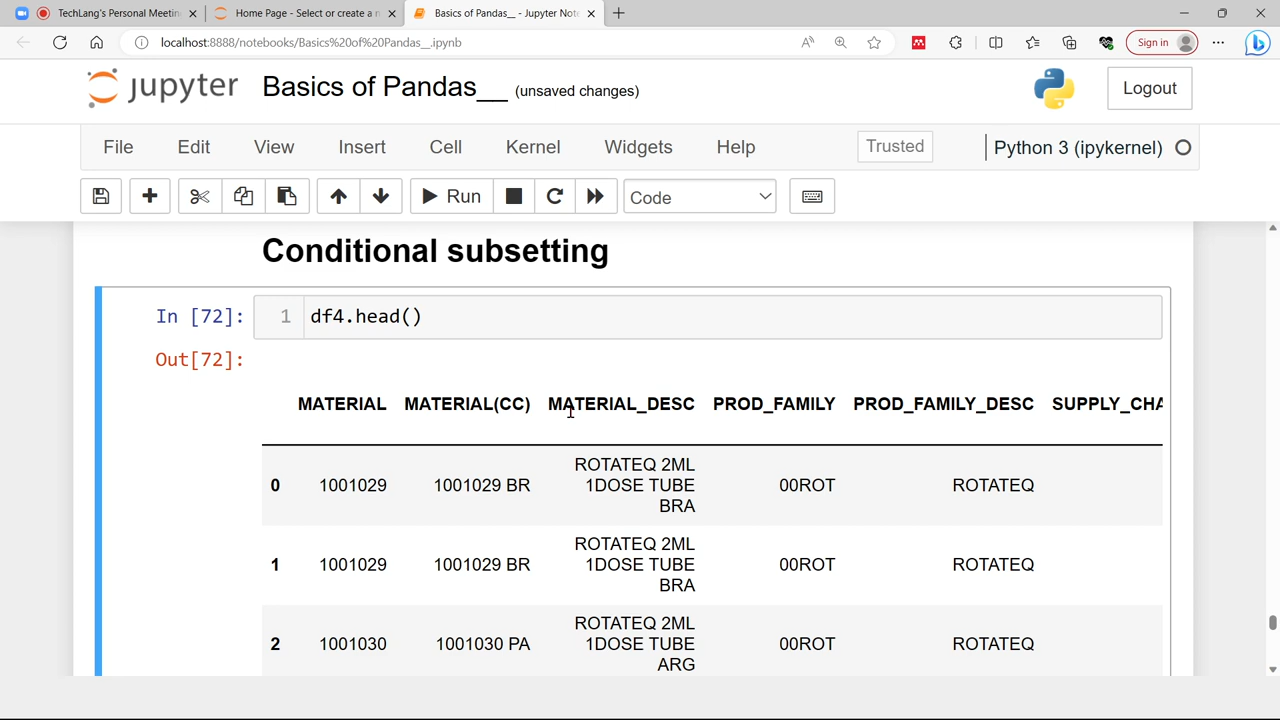 TechLang's Personal Meetin
Home Page - Select or create a n
Basics of Pandas__ - Jupyter Note
localhost:8888/notebooks/Basics%20of%20Pandas__.ipynb
Sign in
jupyter Basics of Pandas__ (unsaved changes)
Logout
File Edit View Insert Cell Kernel Widgets Help Trusted Python 3 (ipykernel)
Run Code
Conditional subsetting
In [72]: 1 df4.head()
Out[72]:
MATERIAL MATERIAL(CC) MATERIAL_DESC PROD_FAMILY PROD_FAMILY_DESC SUPPLY_CHA
ROTATEQ 2ML
0 1001029 1001029 BR 1DOSE TUBE 00ROT ROTATEQ
BRA
ROTATEQ 2ML
1 1001029 1001029 BR 1DOSE TUBE 00ROT ROTATEQ
BRA
ROTATEQ 2ML
2 1001030 1001030 PA 1DOSE TUBE 00ROT ROTATEQ
ARG